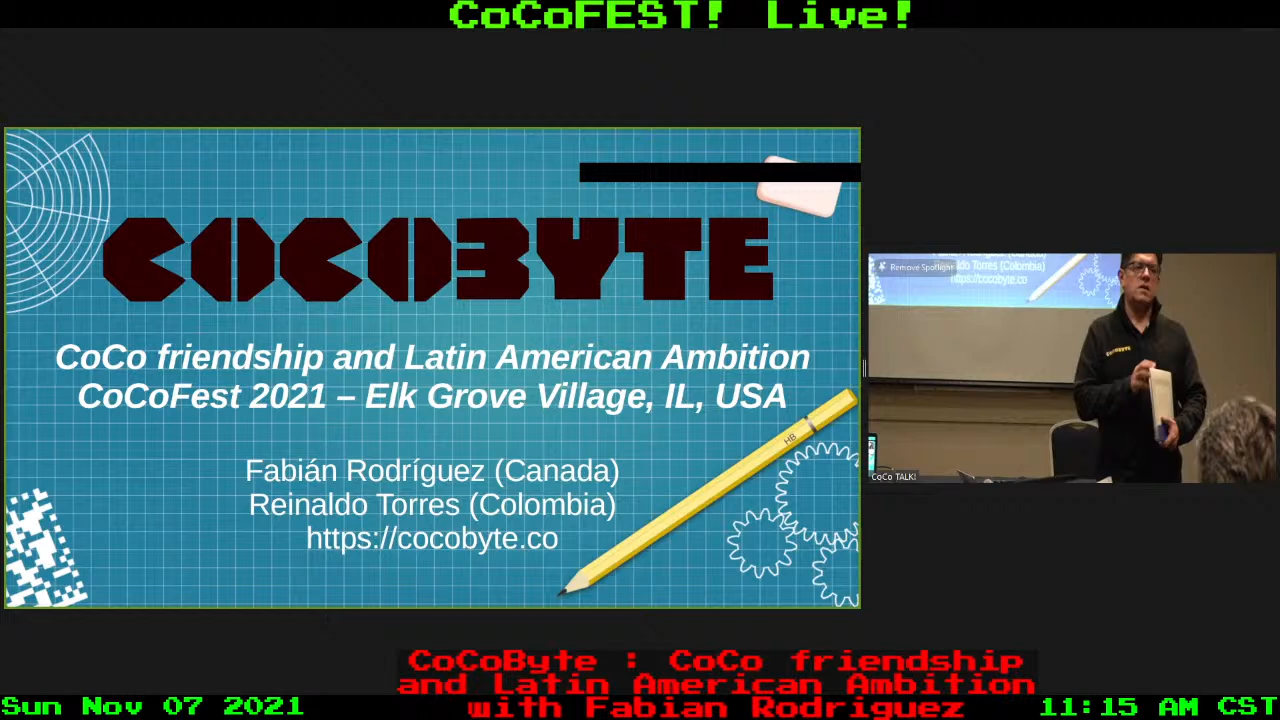 CoCoFEST! Live!
COCOBYTE
CoCo friendship and Latin American Ambition
CoCoFest 2021 – Elk Grove Village, IL, USA
Fabián Rodríguez (Canada)
Reinaldo Torres (Colombia)
https://cocobyte.co
HB
Remove Spotlight
ldo Torres (Colombia)
https://cocobyte.co
COCOBYTE
CoCo TALK!
CoCoByte : CoCo friendship
and Latin American Ambition
with Fabian Rodriguez
Sun Nov 07 2021
11:15 AM CST